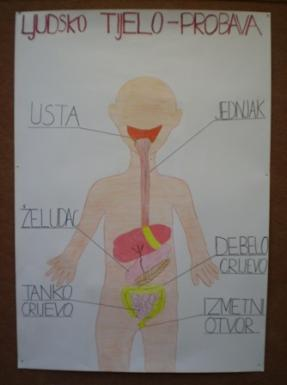 LJUDSKO TIJELO-PROBAVA
USTA
JEDNJAK
ŽELUDAC
DEBELO
CRIJEVO
TANKO
CRIJEVO
IZMETNI
OTVOR